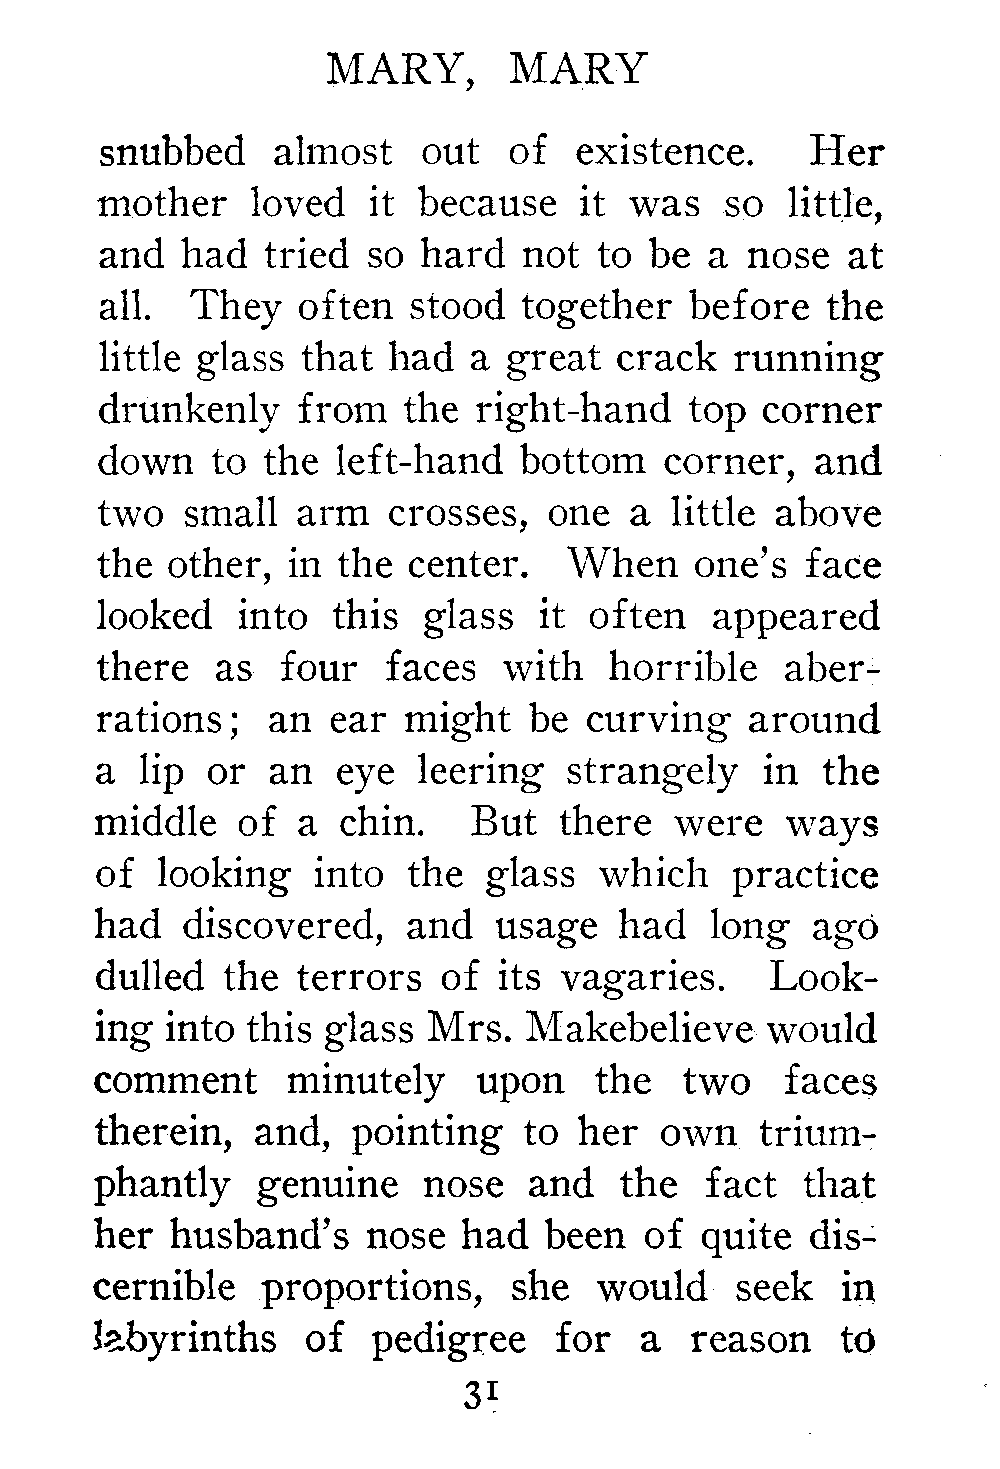 MARY, MARY
snubbed almost out of existence. Her
mother loved it because it was so little,
and had tried so hard not to be a nose at
all. They often stood together before the
little glass that had a great crack running
drunkenly from the right-hand top corner
down to the left-hand bottom corner, and
two small arm crosses, one a little above
the other, in the center. When one's face
looked into this glass it often appeared
there as four faces with horrible aber-
rations; an ear might be curving around
a lip or an eye leering strangely in the
middle of a chin. But there were ways
of looking into the glass which practice
had discovered, and usage had long ago
dulled the terrors of its vagaries. Look-
ing into this glass Mrs. Makebelieve would
comment minutely upon the two faces
therein, and, pointing to her own trium-
phantly genuine nose and the fact that
her husband's nose had been of quite dis-
cernible proportions, she would seek in
labyrinths of pedigree for a reason to
31